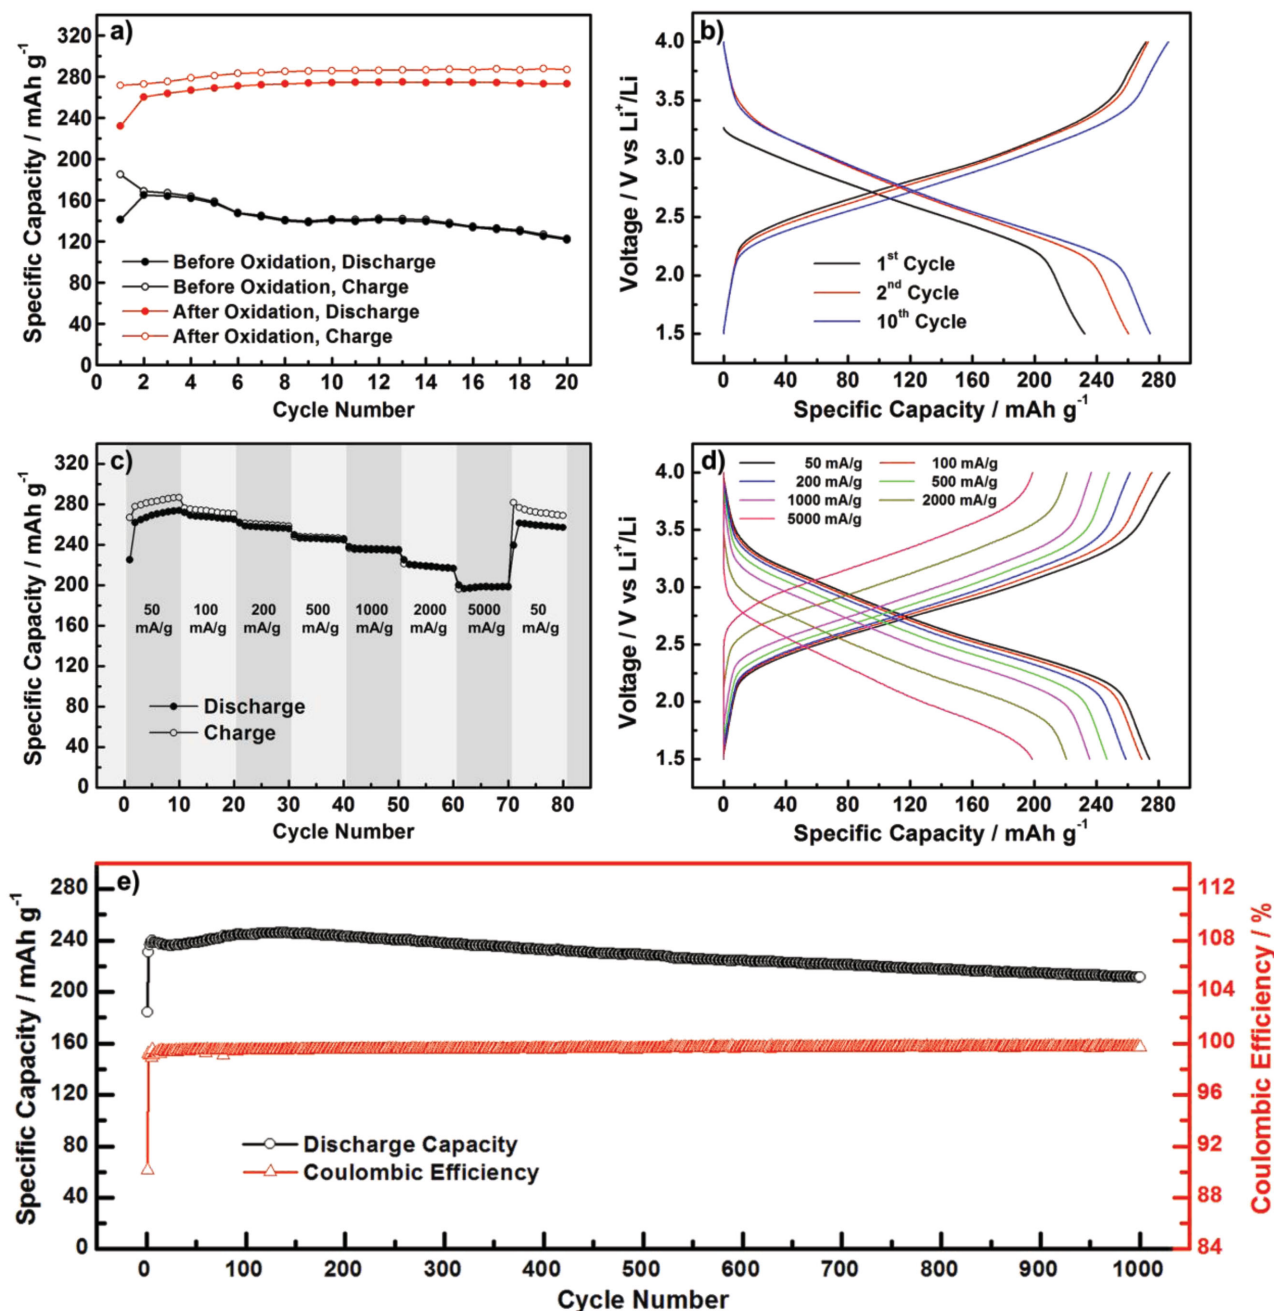 a)
Specific Capacity / mAh g⁻¹
320
280
240
200
160
120
80
40
0
Before Oxidation, Discharge
Before Oxidation, Charge
After Oxidation, Discharge
After Oxidation, Charge
0 2 4 6 8 10 12 14 16 18 20
Cycle Number
b)
Voltage / V vs Li⁺/Li
4.0
3.5
3.0
2.5
2.0
1.5
1ˢᵗ Cycle
2ⁿᵈ Cycle
10ᵗʰ Cycle
0 40 80 120 160 200 240 280
Specific Capacity / mAh g⁻¹
c)
Specific Capacity / mAh g⁻¹
320
280
240
200
160
120
80
40
0
50 100 200 500 1000 2000 5000 50
mA/g mA/g mA/g mA/g mA/g mA/g mA/g mA/g
Discharge
Charge
0 10 20 30 40 50 60 70 80
Cycle Number
d)
Voltage / V vs Li⁺/Li
4.0
3.5
3.0
2.5
2.0
1.5
50 mA/g 100 mA/g
200 mA/g 500 mA/g
1000 mA/g 2000 mA/g
5000 mA/g
0 40 80 120 160 200 240 280
Specific Capacity / mAh g⁻¹
e)
Specific Capacity / mAh g⁻¹
280
240
200
160
120
80
40
0
Discharge Capacity
Coulombic Efficiency
112
108
104
100
96
92
88
84
Coulombic Efficiency / %
0 100 200 300 400 500 600 700 800 900 1000
Cycle Number